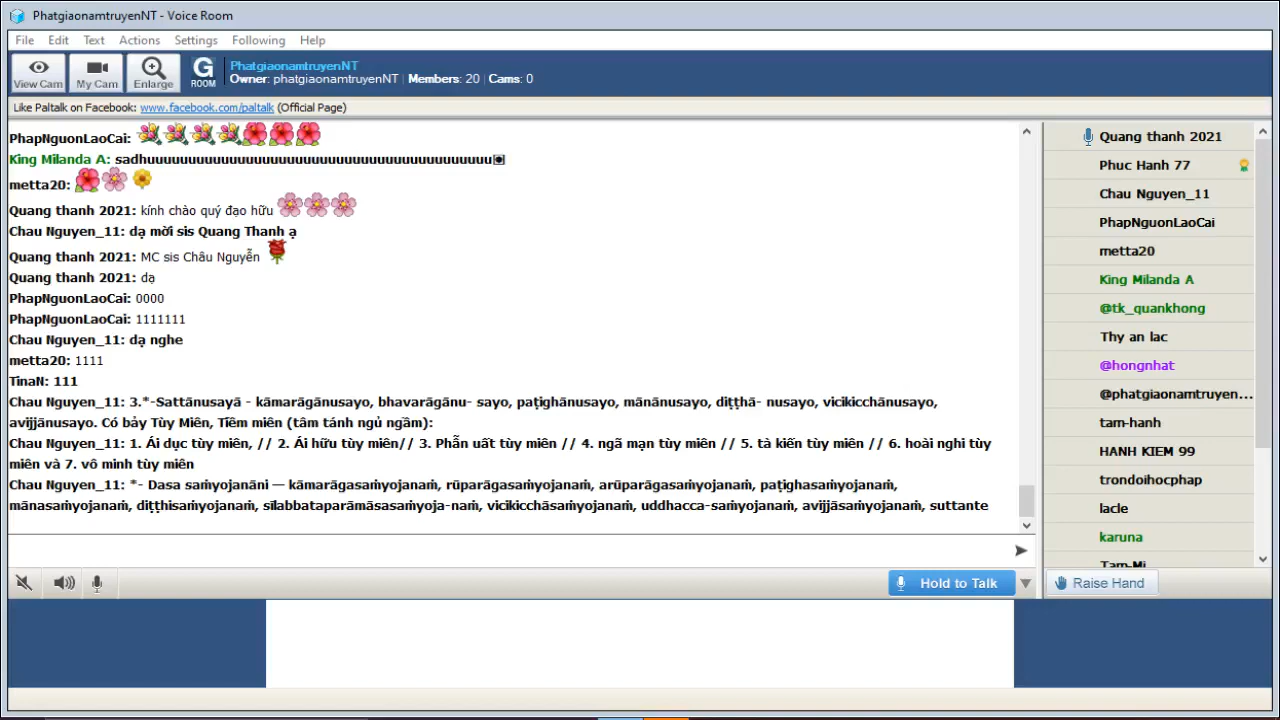 PhatgiaonamtruyenNT - Voice Room
File Edit Text Actions Settings Following Help
View Cam My Cam Enlarge G ROOM PhatgiaonamtruyenNT
Owner: phatgiaonamtruyenNT | Members: 20 | Cams: 0
Like Paltalk on Facebook: www.facebook.com/paltalk (Official Page)
PhapNguonLaoCai:
King Milanda A: sadhuuuuuuuuuuuuuuuuuuuuuuuuuuuuuuuuuuuuuuuuuu
metta20:
Quang thanh 2021: kính chào quý đạo hữu
Chau Nguyen_11: dạ mời sis Quang Thanh ạ
Quang thanh 2021: MC sis Châu Nguyễn
Quang thanh 2021: dạ
PhapNguonLaoCai: 0000
PhapNguonLaoCai: 1111111
Chau Nguyen_11: dạ nghe
metta20: 1111
TinaN: 111
Chau Nguyen_11: 3.*-Sattānusayā - kāmarāgānusayo, bhavarāgānu- sayo, paṭighānusayo, mānānusayo, diṭṭhā- nusayo, vicikicchānusayo,
avijjānusayo. Có bảy Tùy Miên, Tiềm miên (tâm tánh ngủ ngầm):
Chau Nguyen_11: 1. Ái dục tùy miên, // 2. Ái hữu tùy miên// 3. Phẫn uất tùy miên // 4. ngã mạn tùy miên // 5. tà kiến tùy miên // 6. hoài nghi tùy
miên và 7. vô minh tùy miên
Chau Nguyen_11: *- Dasa saṁyojanāni — kāmarāgasaṁyojanaṁ, rūparāgasaṁyojanaṁ, arūparāgasaṁyojanaṁ, paṭighasaṁyojanaṁ,
mānasaṁyojanaṁ, diṭṭhisaṁyojanaṁ, sīlabbataparāmāsasaṁyoja-naṁ, vicikicchāsaṁyojanaṁ, uddhacca-saṁyojanaṁ, avijjāsaṁyojanaṁ, suttante
Quang thanh 2021
Phuc Hanh 77
Chau Nguyen_11
PhapNguonLaoCai
metta20
King Milanda A
@tk_quankhong
Thy an lac
@hongnhat
@phatgiaonamtruyen...
tam-hanh
HANH KIEM 99
trondoihocphap
lacle
karuna
Tam-Mi
Hold to Talk
Raise Hand